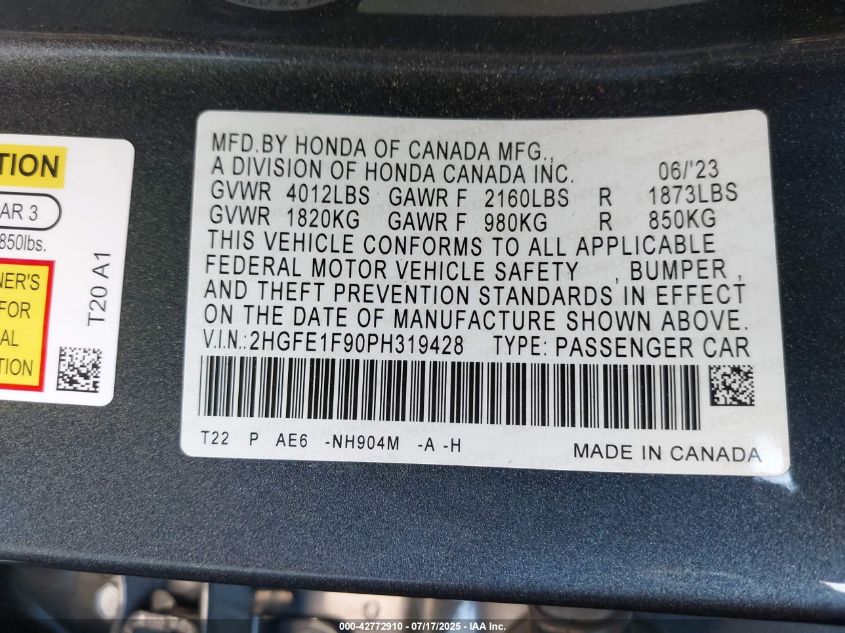 TION
AR 3
850lbs.
NER'S
FOR
AL
TION
T20 A1
MFD.BY HONDA OF CANADA MFG.,
A DIVISION OF HONDA CANADA INC. 06/'23
GVWR 4012LBS GAWR F 2160LBS R 1873LBS
GVWR 1820KG GAWR F 980KG R 850KG
THIS VEHICLE CONFORMS TO ALL APPLICABLE
FEDERAL MOTOR VEHICLE SAFETY , BUMPER ,
AND THEFT PREVENTION STANDARDS IN EFFECT
ON THE DATE OF MANUFACTURE SHOWN ABOVE.
V.I.N.:2HGFE1F90PH319428 TYPE: PASSENGER CAR
T22 P AE6 -NH904M -A -H
MADE IN CANADA
000-42772910 - 07/17/2025 - IAA Inc.